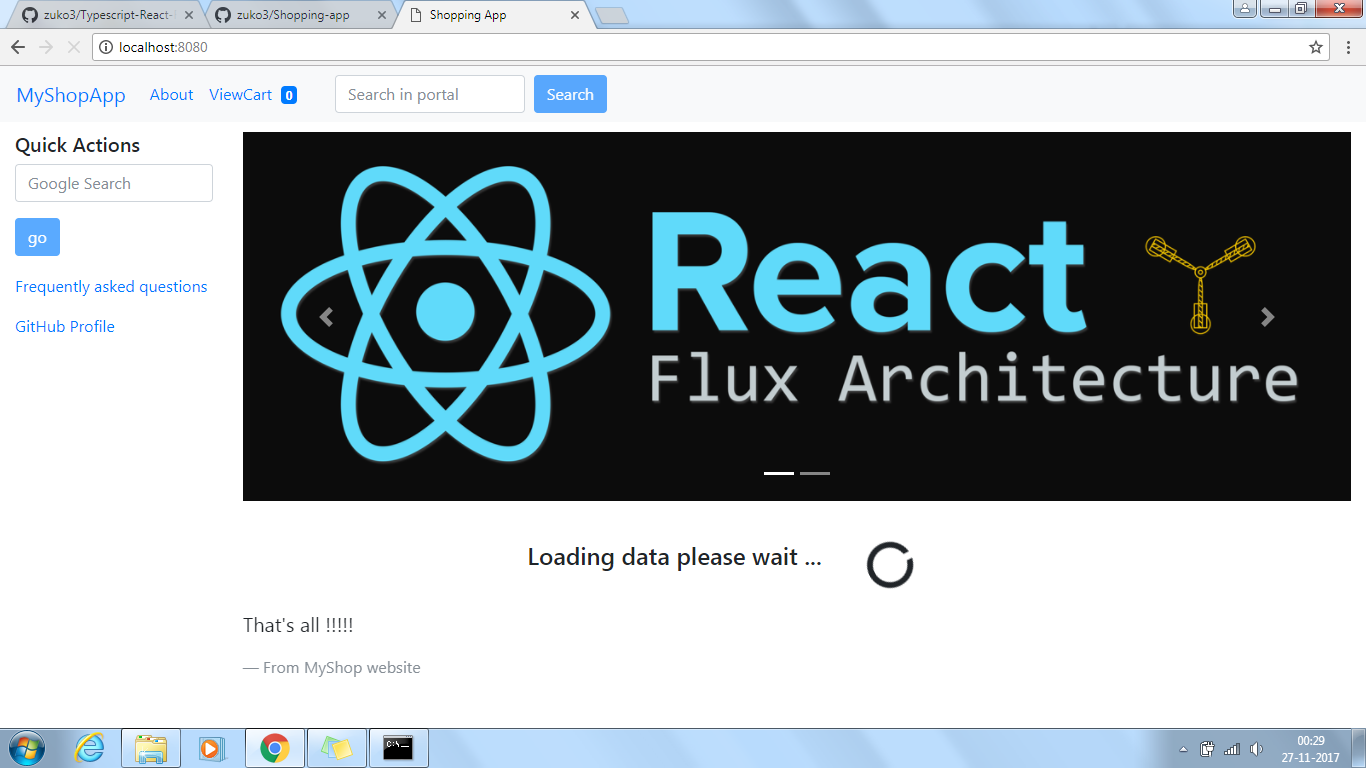 zuko3/Typescript-React-
zuko3/Shopping-app
Shopping App
localhost:8080
MyShopApp
About
ViewCart 0
Search in portal
Search
Quick Actions
Google Search
go
Frequently asked questions
GitHub Profile
React
Flux Architecture
Loading data please wait ...
That's all !!!!!
— From MyShop website
C:\
00:29
27-11-2017